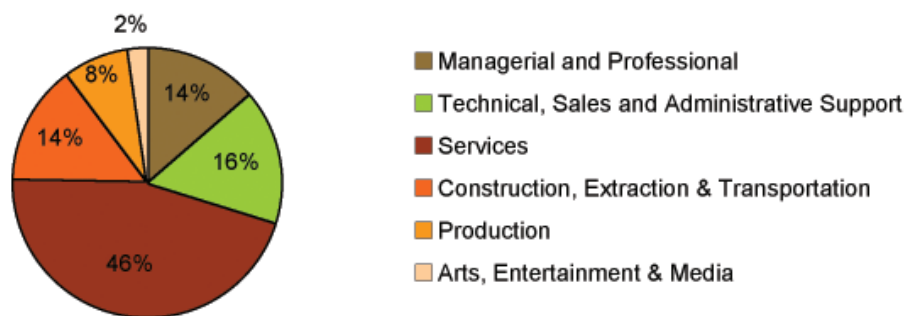 2%
8%
14%
14%
16%
46%
Managerial and Professional
Technical, Sales and Administrative Support
Services
Construction, Extraction & Transportation
Production
Arts, Entertainment & Media